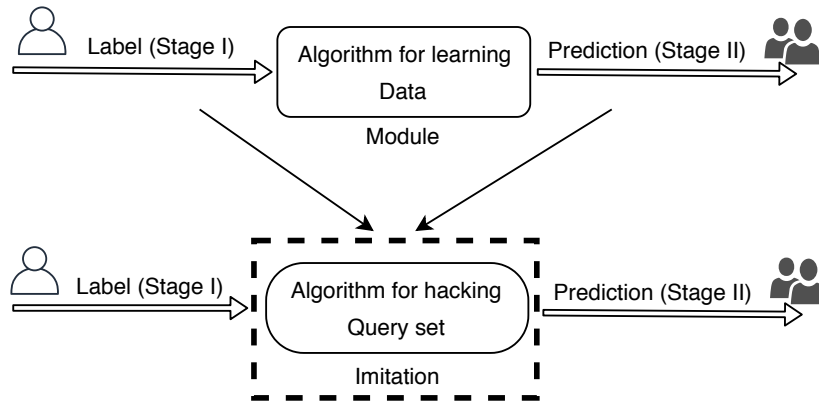 Label (Stage I)
Algorithm for learning
Data
Prediction (Stage II)
Module
Label (Stage I)
Algorithm for hacking
Query set
Prediction (Stage II)
Imitation